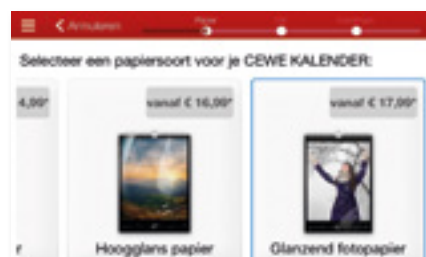 Annuleren Papier
Selecteer een papiersoort voor je CEWE KALENDER:
4,99* vanaf € 16,99* vanaf € 17,99*
r Hoogglans papier Glanzend fotopapier